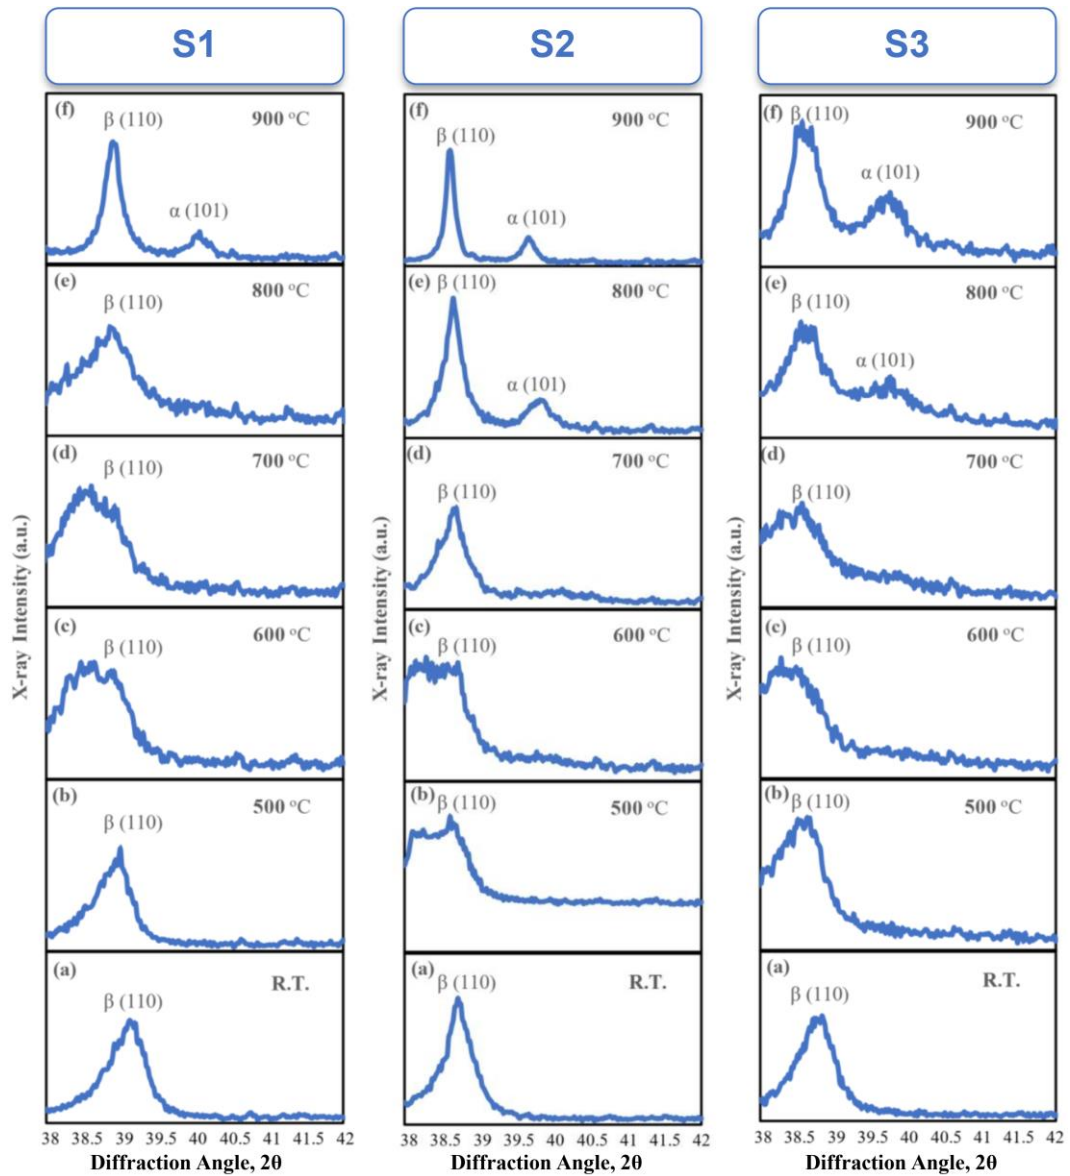 S1
(f)
β (110)
900 °C
α (101)
(e)
800 °C
β (110)
(d)
700 °C
β (110)
(c)
600 °C
β (110)
(b)
500 °C
β (110)
(a)
R.T.
β (110)
X-ray Intensity (a.u.)
38 38.5 39 39.5 40 40.5 41 41.5 42
Diffraction Angle, 2θ
S2
(f)
900 °C
β (110)
α (101)
(e) β (110)
800 °C
α (101)
(d)
700 °C
β (110)
(c)
600 °C
β (110)
(b) β (110)
500 °C
(a)
β (110)
R.T.
X-ray Intensity (a.u.)
38 38.5 39 39.5 40 40.5 41 41.5 42
Diffraction Angle, 2θ
S3
(f) β (110)
900 °C
α (101)
(e)
800 °C
β (110)
α (101)
(d)
700 °C
β (110)
(c)
600 °C
β (110)
(b) β (110)
500 °C
(a)
R.T.
β (110)
X-ray Intensity (a.u.)
38 38.5 39 39.5 40 40.5 41 41.5 42
Diffraction Angle, 2θ